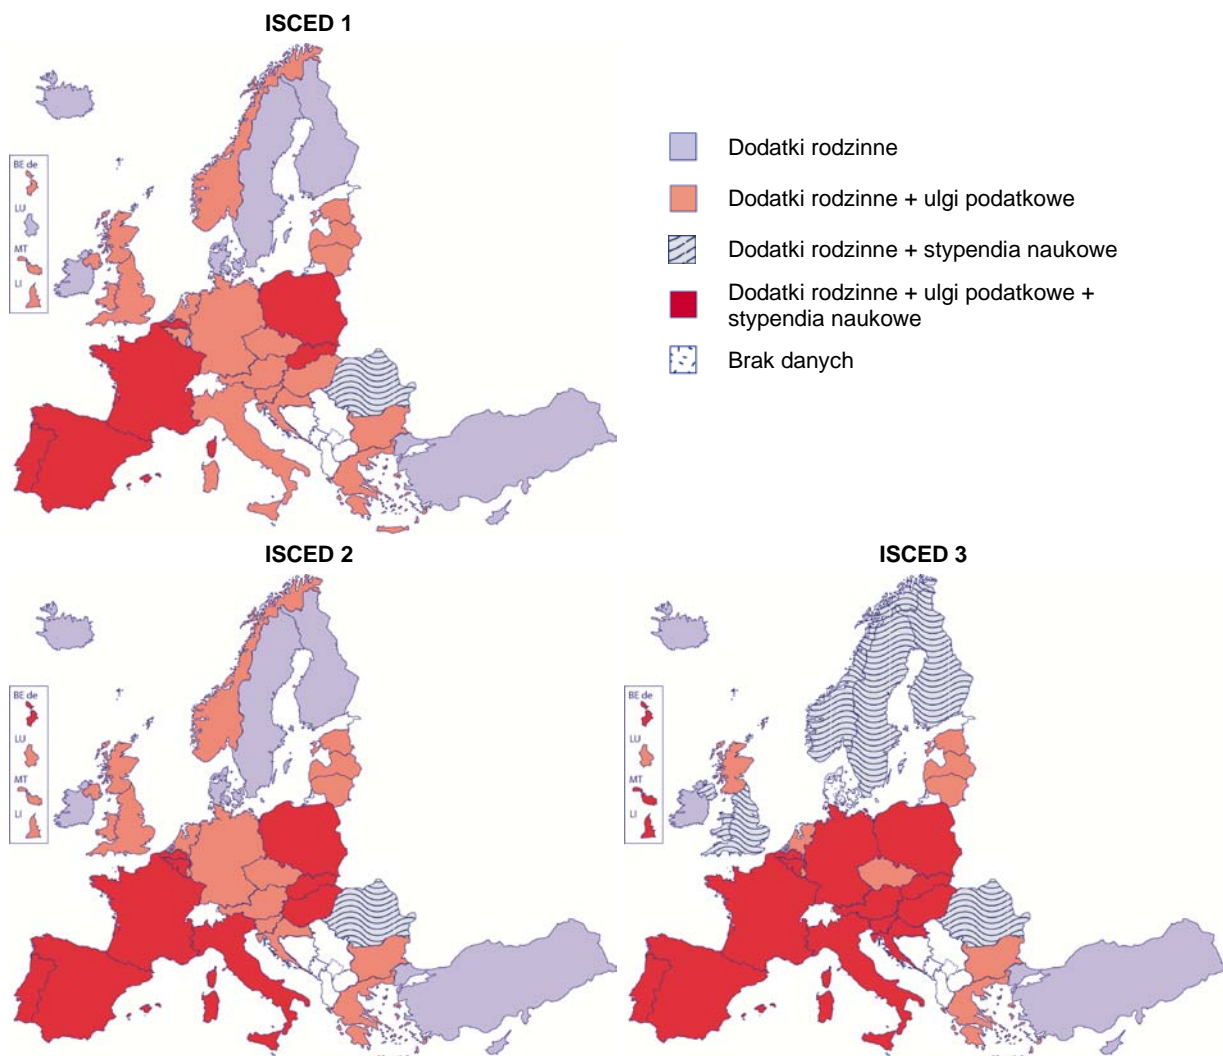 ISCED 1
BE de
LU
MT
LI
Dodatki rodzinne
Dodatki rodzinne + ulgi podatkowe
Dodatki rodzinne + stypendia naukowe
Dodatki rodzinne + ulgi podatkowe +
stypendia naukowe
Brak danych
ISCED 2
BE de
LU
MT
LI
ISCED 3
BE de
LU
MT
LI